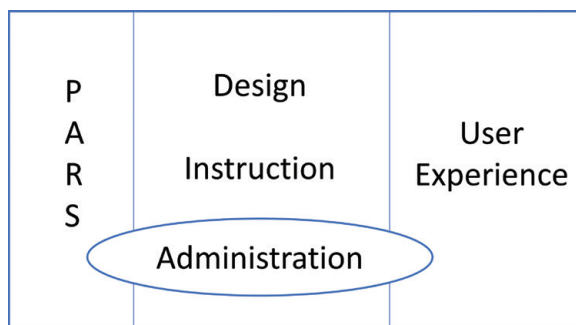 P
A
R
S
Design
Instruction
Administration
User
Experience